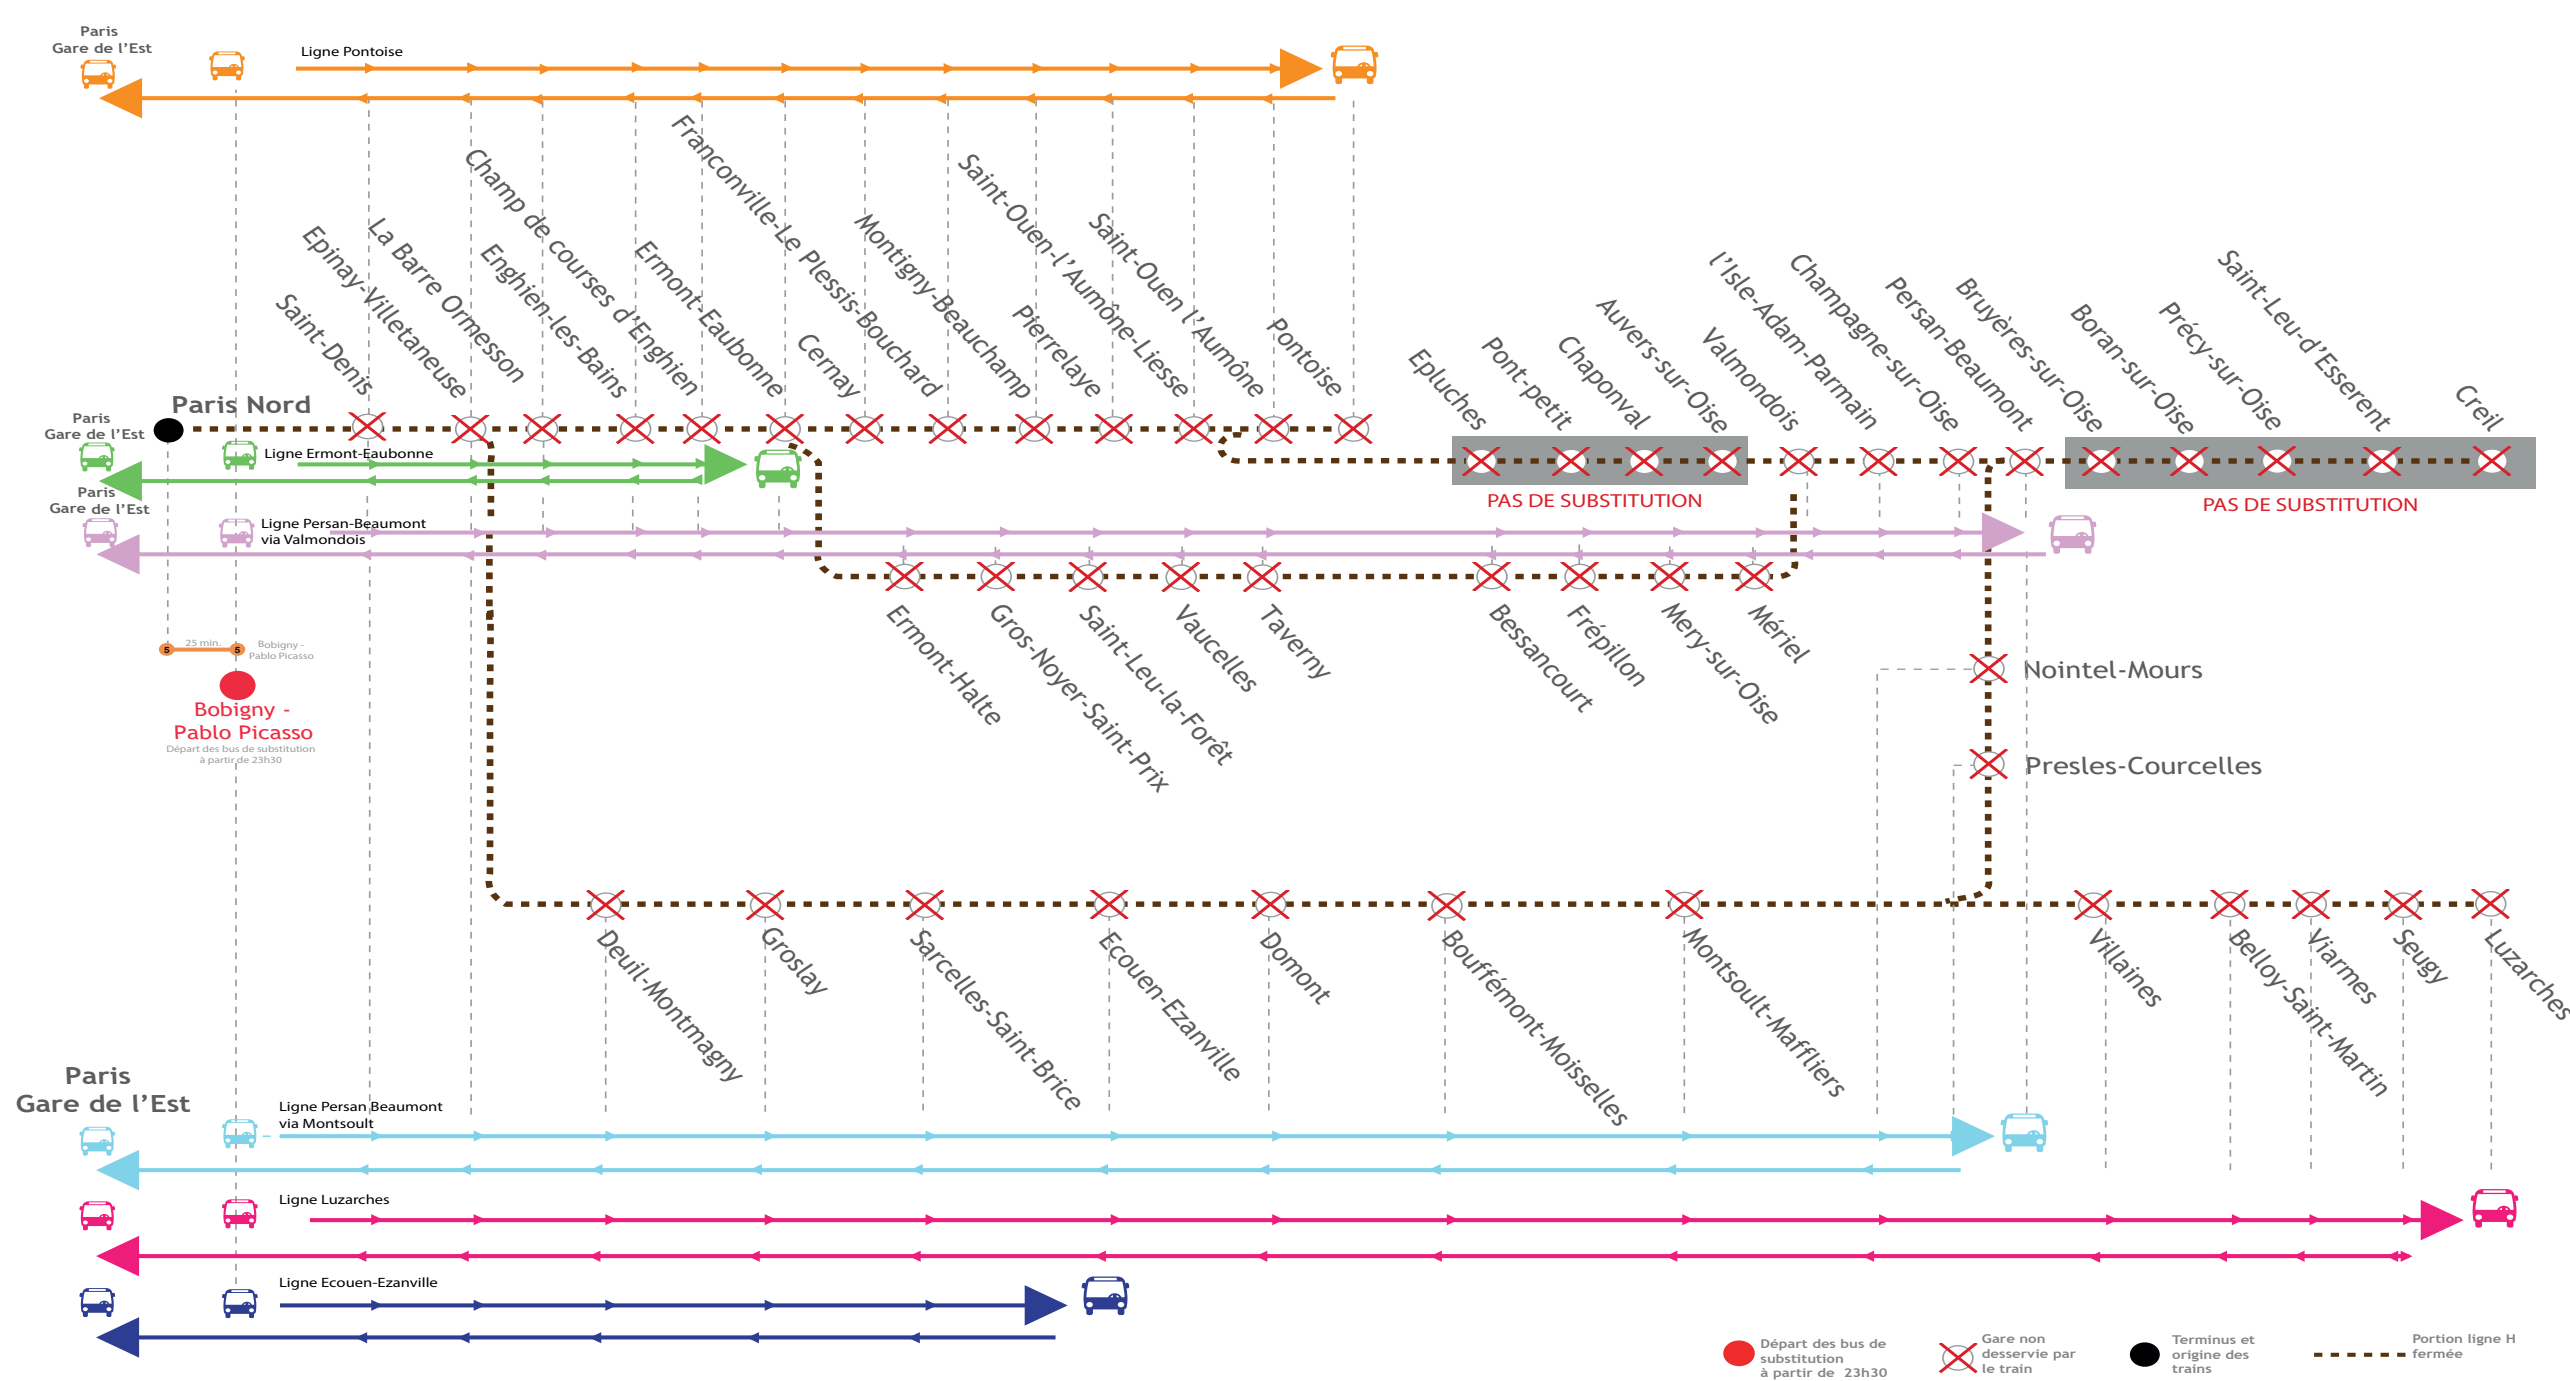 Paris
Gare de l’Est
Ligne Pontoise
Saint-Denis
Epinay-Villetaneuse
La Barre Ormesson
Enghien-les-Bains
Champ de courses d’Enghien
Ermont-Eaubonne
Cernay
Franconville-Le Plessis-Bouchard
Montigny-Beauchamp
Pierrelaye
Saint-Ouen-l’Aumône-Liesse
Saint-Ouen l’Aumône
Pontoise
Epluches
Pont-petit
Chaponval
Auvers-sur-Oise
Valmondois
l’Isle-Adam-Parmain
Champagne-sur-Oise
Persan-Beaumont
Bruyères-sur-Oise
Boran-sur-Oise
Précy-sur-Oise
Saint-Leu-d’Esserent
Creil
Paris Nord
Paris
Gare de l’Est
Ligne Ermont-Eaubonne
PAS DE SUBSTITUTION
PAS DE SUBSTITUTION
Paris
Gare de l’Est
Ligne Persan-Beaumont
via Valmondois
Ermont-Halte
Gros-Noyer-Saint-Prix
Saint-Leu-la-Forêt
Vaucelles
Taverny
Bessancourt
Frépillon
Mery-sur-Oise
Mériel
5
25 min.
5
Bobigny -
Pablo Picasso
Bobigny -
Pablo Picasso
Départ des bus de substitution
à partir de 23h30
Nointel-Mours
Presles-Courcelles
Deuil-Montmagny
Groslay
Sarcelles-Saint-Brice
Ecouen-Ezanville
Domont
Bouffémont-Moisselles
Montsoult-Maffliers
Villaines
Belloy-Saint-Martin
Viarmes
Seugy
Luzarches
Paris
Gare de l’Est
Ligne Persan Beaumont
via Montsoult
Ligne Luzarches
Ligne Ecouen-Ezanville
Départ des bus de
substitution
à partir de 23h30
Gare non
desservie par
le train
Terminus et
origine des
trains
Portion ligne H
fermée